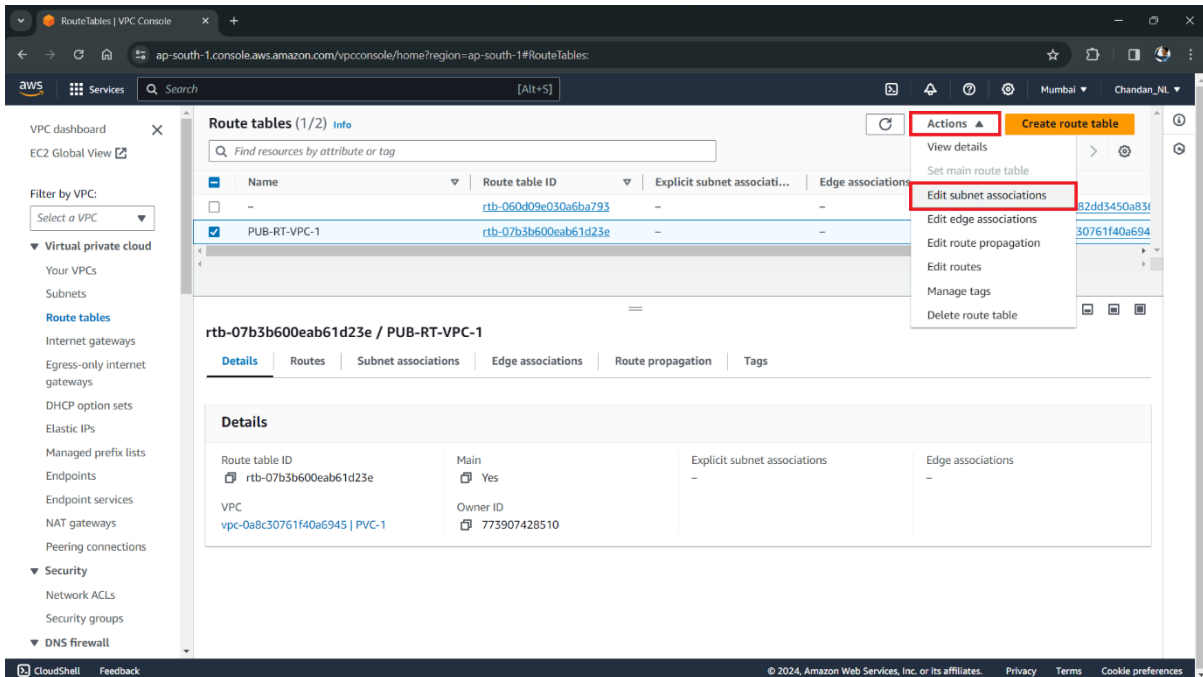 RouteTables | VPC Console
ap-south-1.console.aws.amazon.com/vpcconsole/home?region=ap-south-1#RouteTables:
aws Services Search [Alt+S] Mumbai Chandan_NL
VPC dashboard
EC2 Global View
Filter by VPC:
Select a VPC
Virtual private cloud
Your VPCs
Subnets
Route tables
Internet gateways
Egress-only internet
gateways
DHCP option sets
Elastic IPs
Managed prefix lists
Endpoints
Endpoint services
NAT gateways
Peering connections
Security
Network ACLs
Security groups
DNS firewall
Route tables (1/2) Info
Actions
Create route table
Find resources by attribute or tag
Name Route table ID Explicit subnet associati... Edge associations
– rtb-060d09e030a6ba793 – – 82dd3450a836
PUB-RT-VPC-1 rtb-07b3b600eab61d23e – – 30761f40a694
View details
Set main route table
Edit subnet associations
Edit edge associations
Edit route propagation
Edit routes
Manage tags
Delete route table
rtb-07b3b600eab61d23e / PUB-RT-VPC-1
Details Routes Subnet associations Edge associations Route propagation Tags
Details
Route table ID
rtb-07b3b600eab61d23e
Main
Yes
Explicit subnet associations
–
Edge associations
–
VPC
vpc-0a8c30761f40a6945 | PVC-1
Owner ID
773907428510
CloudShell Feedback © 2024, Amazon Web Services, Inc. or its affiliates. Privacy Terms Cookie preferences